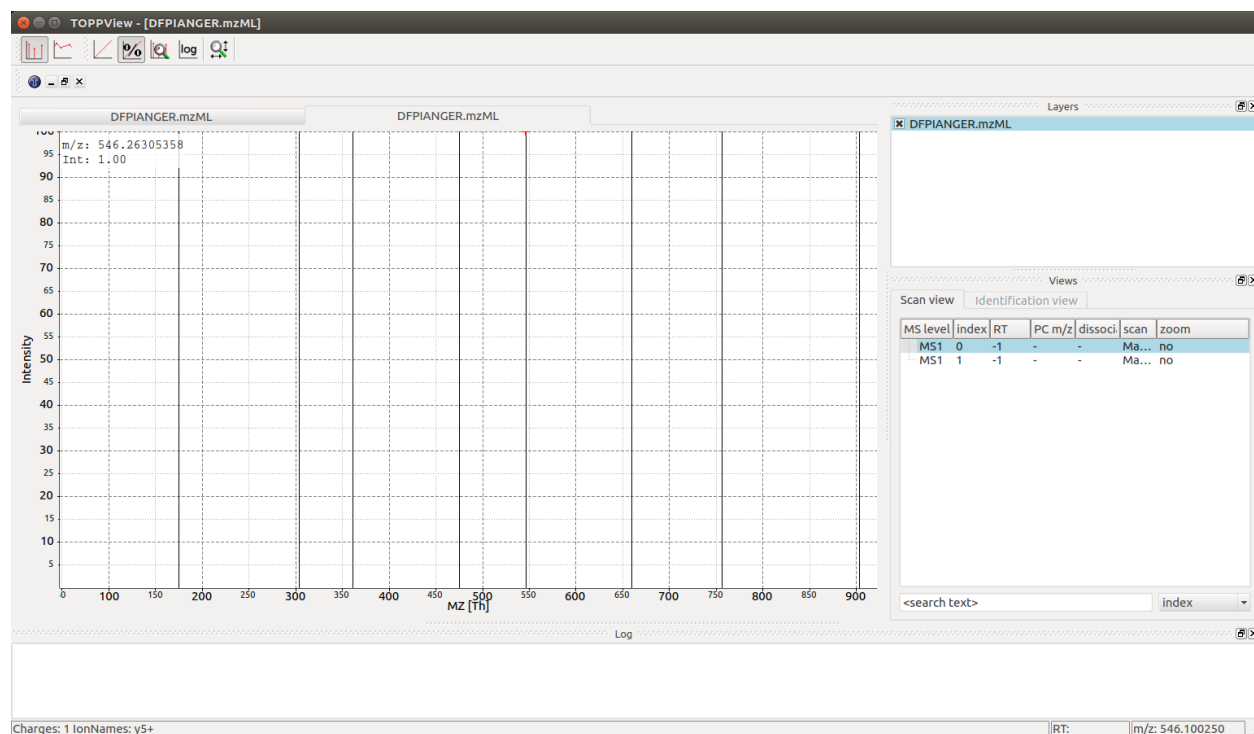 TOPPView - [DFPIANGER.mzML]
% log
DFPIANGER.mzML DFPIANGER.mzML
m/z: 546.26305358
Int: 1.00
Intensity
100
95
90
85
80
75
70
65
60
55
50
45
40
35
30
25
20
15
10
5
100 150 200 250 300 350 400 450 500 550 600 650 700 750 800 850 900
MZ [Th]
Layers
DFPIANGER.mzML
Views
Scan view Identification view
MS level index RT PC m/z dissoci scan zoom
MS1 0 -1 - - Ma... no
MS1 1 -1 - - Ma... no
<search text> index
Log
Charges: 1 IonNames: y5+ RT: m/z: 546.100250